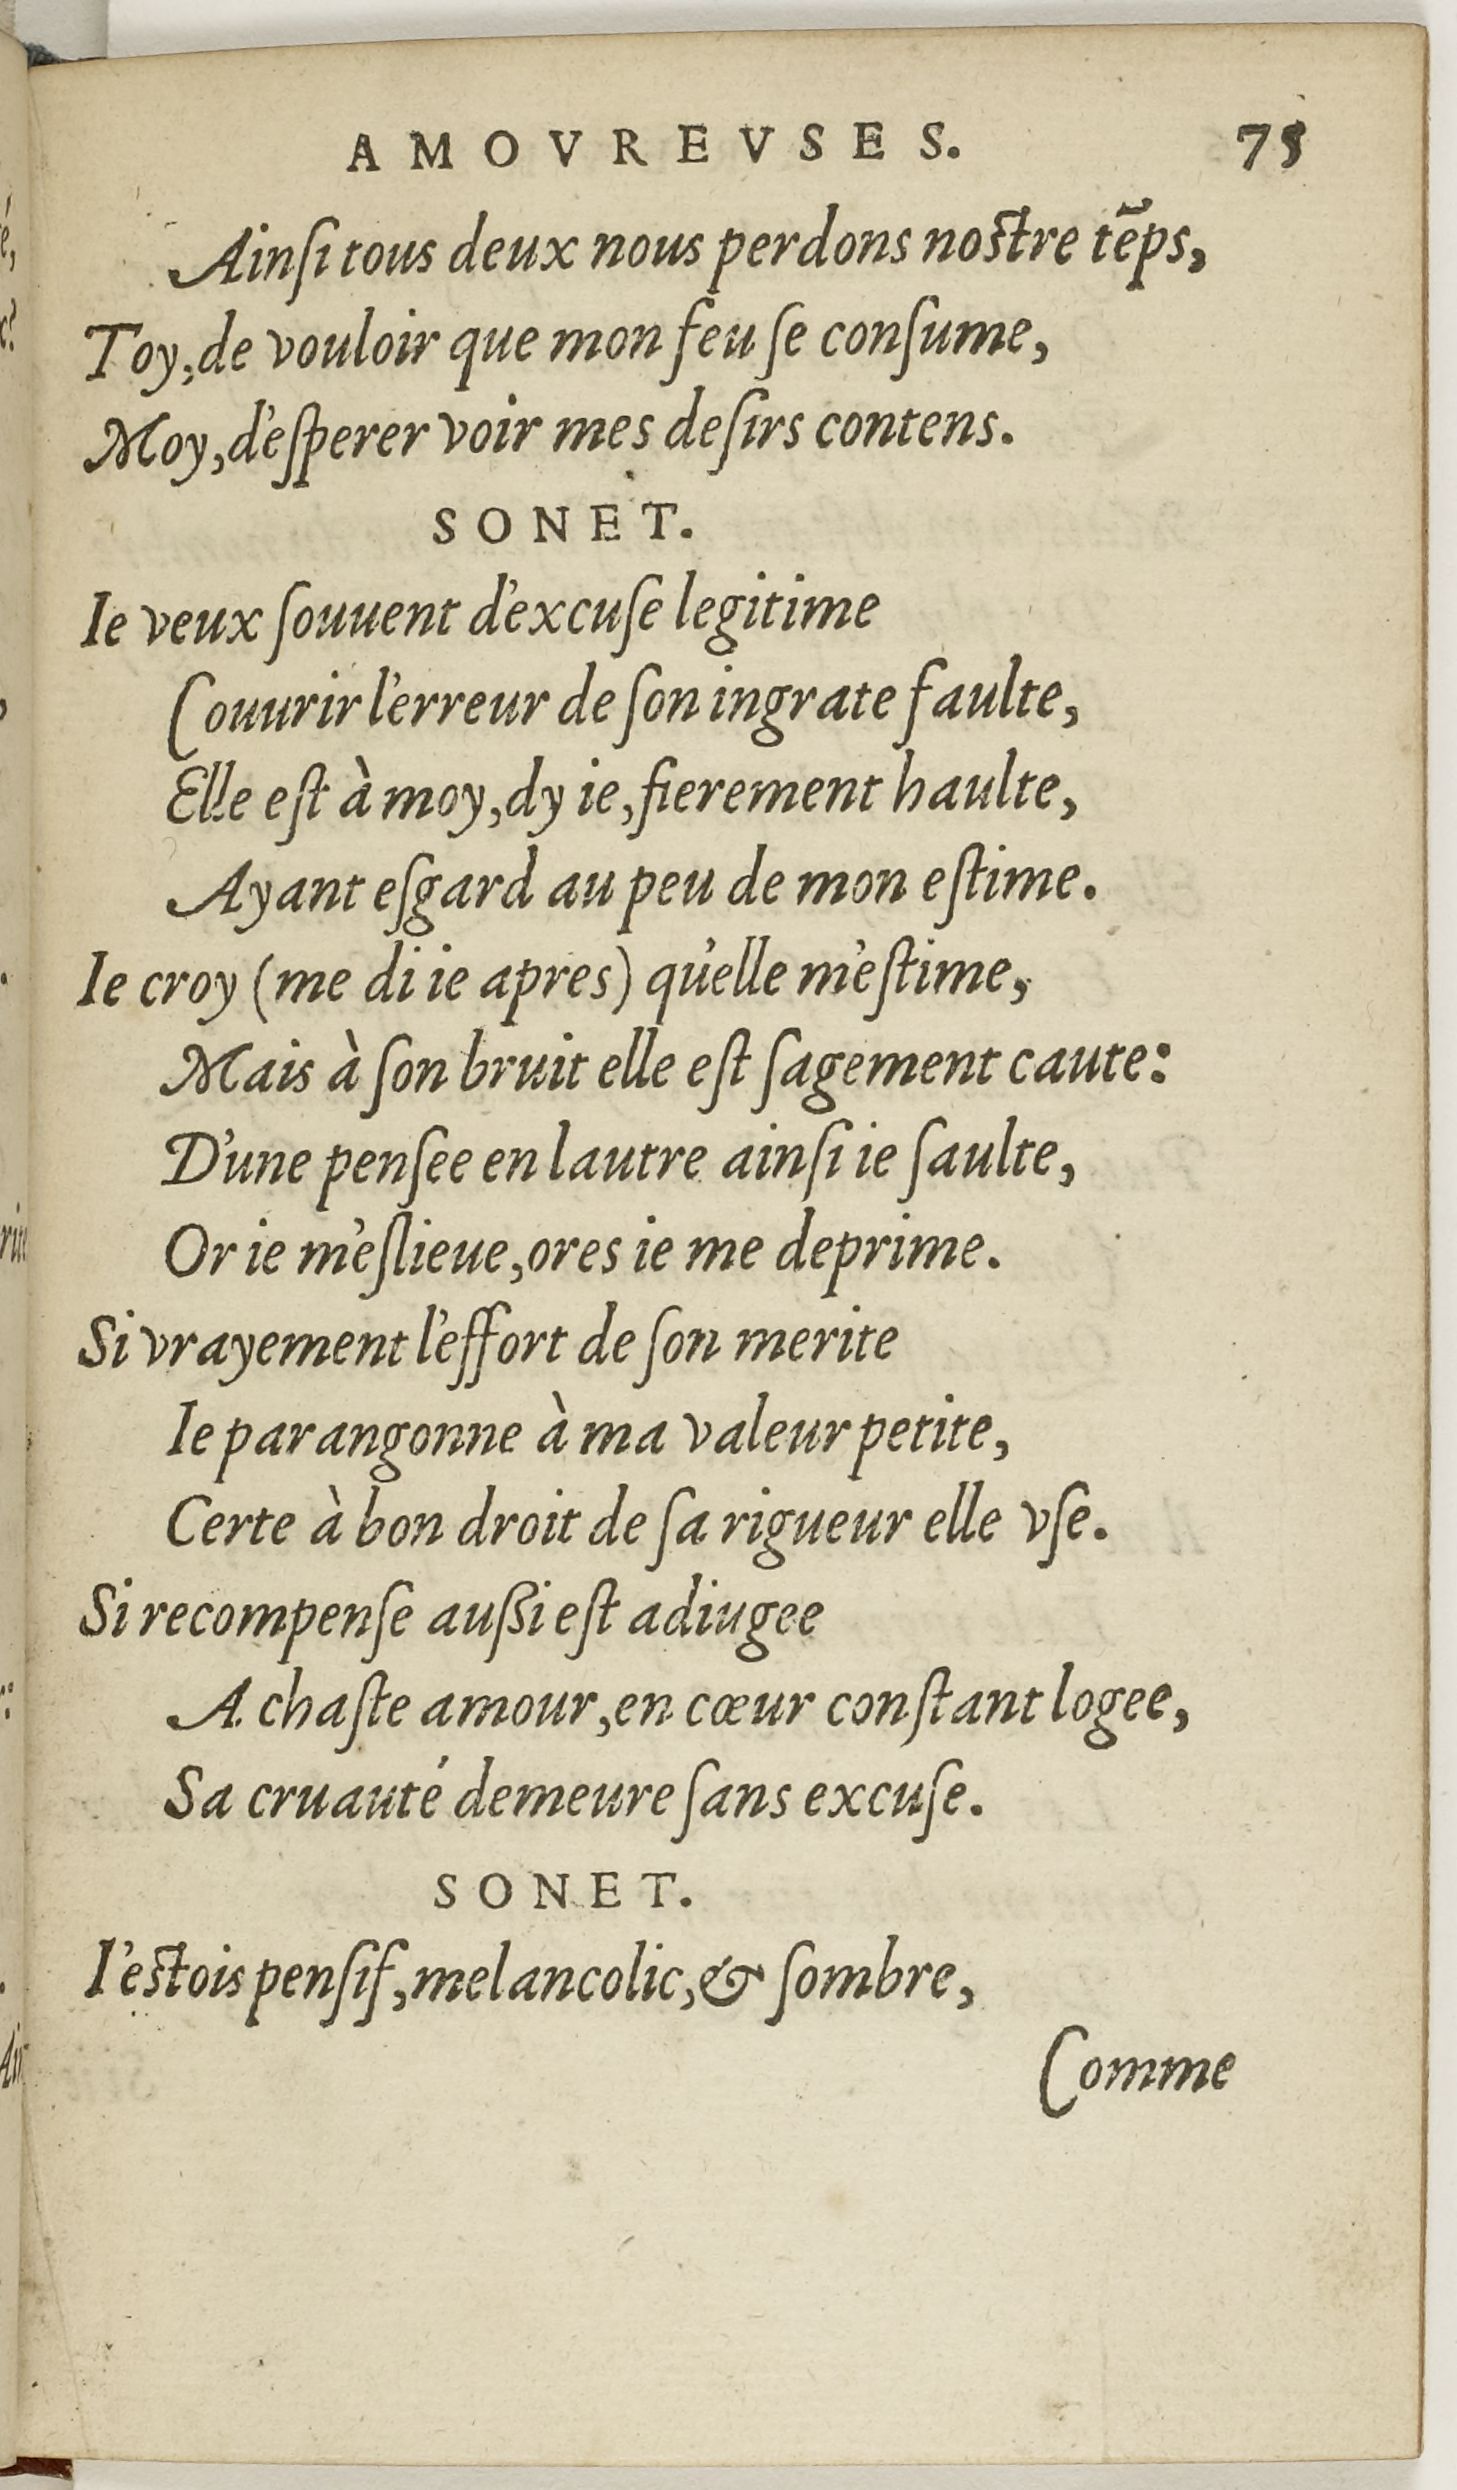 AMOVREVSES. 75
Ainſi tous deux nous perdons noſtre tēps,
Toy, de vouloir que mon feu ſe conſume,
Moy, d'eſperer voir mes deſirs contens.
SONET.
Ie veux ſouuent d'excuſe legitime
Couurir l'erreur de ſon ingrate faulte,
Elle eſt à moy, dy ie, fierement haulte,
Ayant eſgard au peu de mon eſtime.
Ie croy (me di ie apres) qu'elle m'eſtime,
Mais à ſon bruit elle eſt ſagement caute:
D'une penſee en lautre ainſi ie ſaulte,
Or ie m'eſlieue, ores ie me deprime.
Si vrayement l'effort de ſon merite
Ie parangonne à ma valeur petite,
Certe à bon droit de ſa rigueur elle vſe.
Si recompenſe außi eſt adiugee
A chaſte amour, en cœur conſtant logee,
Sa cruauté demeure ſans excuſe.
SONET.
I'eſtois penſif, melancolic, & ſombre,
Comme